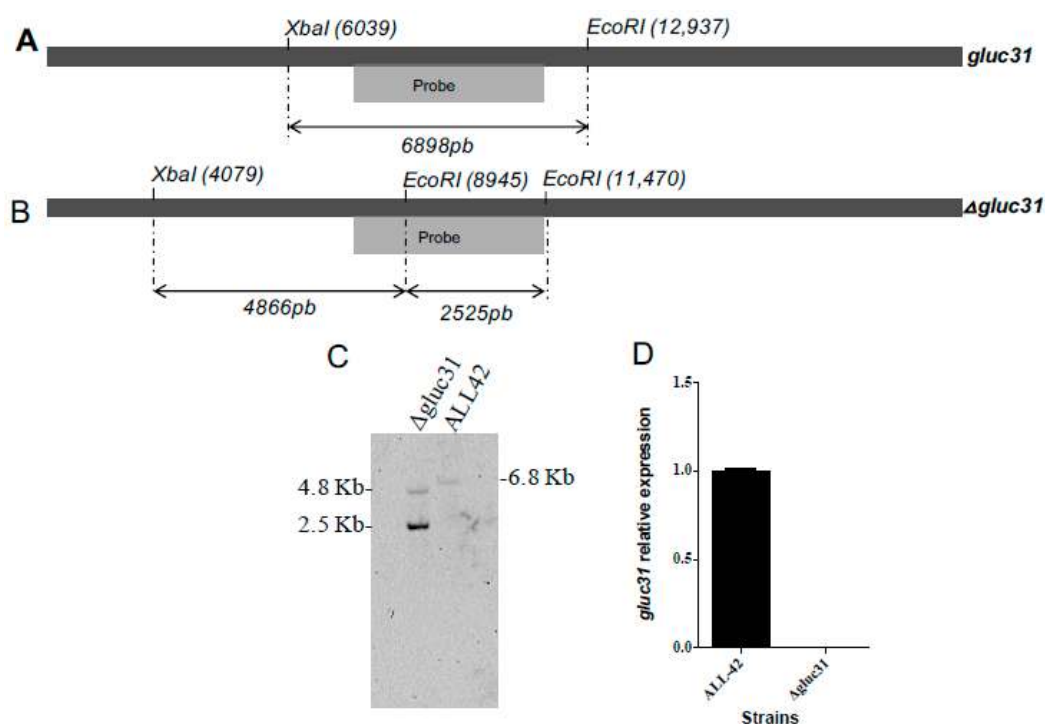 A
XbaI (6039)
EcoRI (12,937)
gluc31
Probe
6898pb
B
XbaI (4079)
EcoRI (8945)
EcoRI (11,470)
Δgluc31
Probe
4866pb
2525pb
C
Δgluc31
ALL42
4.8 Kb-
2.5 Kb-
-6.8 Kb
D
gluc31 relative expression
1.5
1.0
0.5
0.0
ALL-42
Δgluc31
Strains